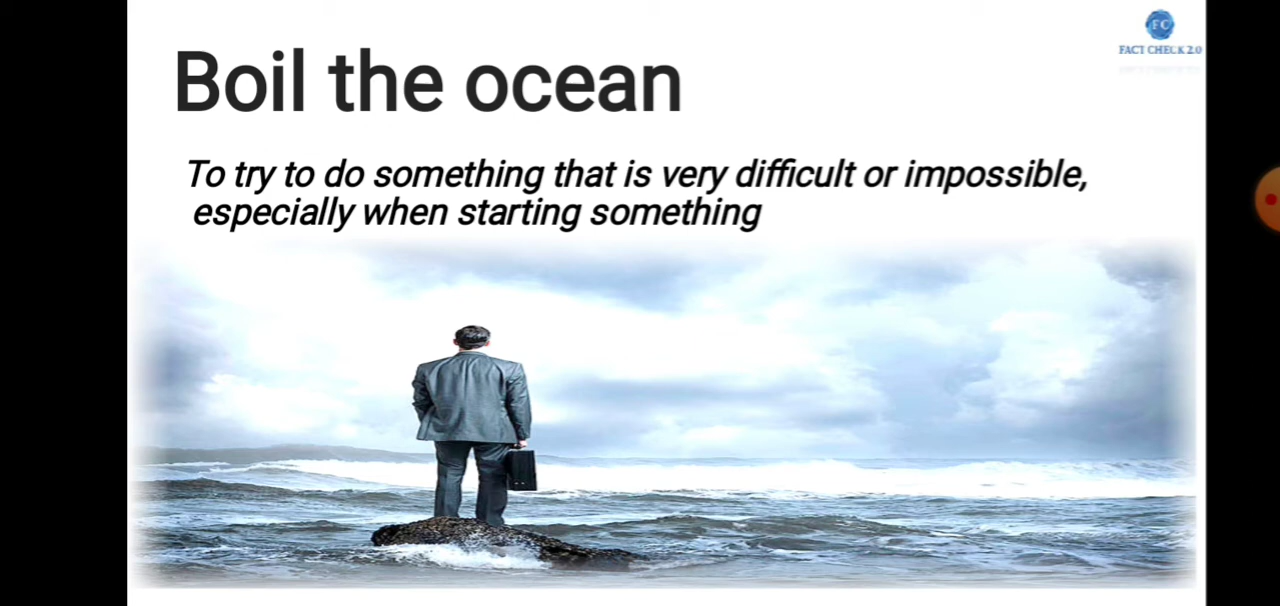 FC
FACT CHECK 2.0
Boil the ocean
To try to do something that is very difficult or impossible,
especially when starting something